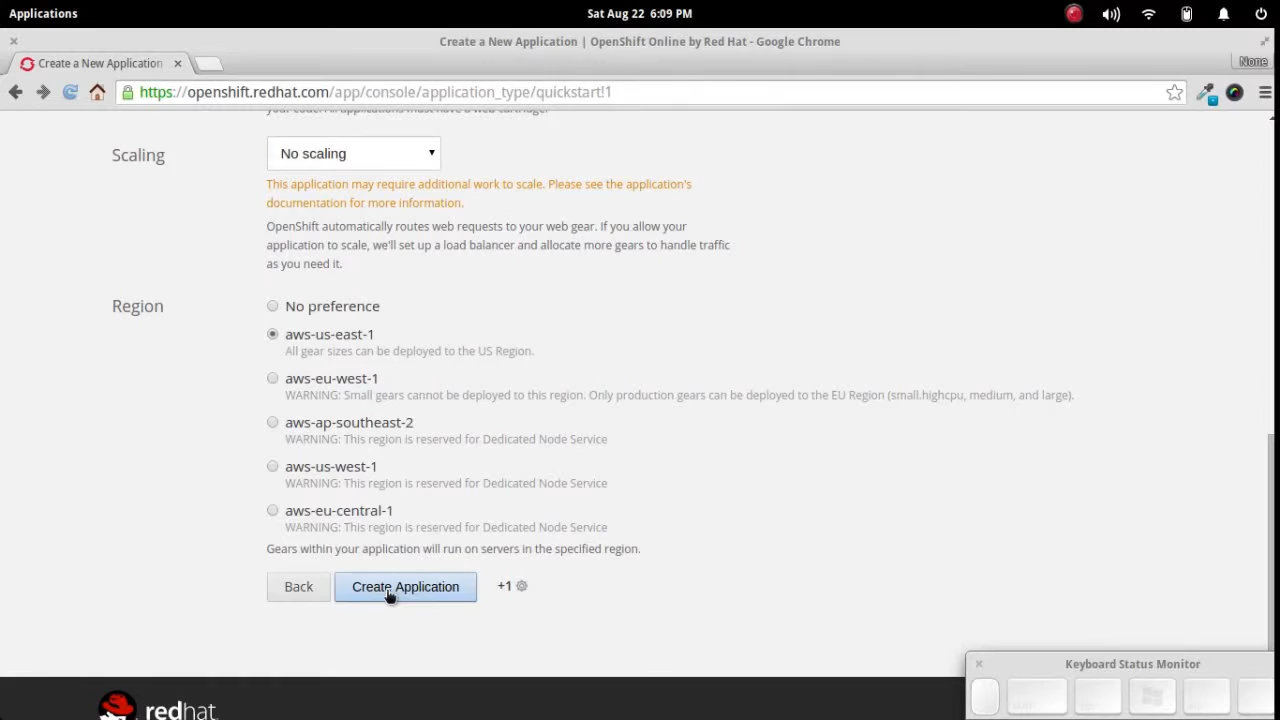 Applications
Sat Aug 22 6:09 PM
Create a New Application | OpenShift Online by Red Hat - Google Chrome
Create a New Application
None
https://openshift.redhat.com/app/console/application_type/quickstart!1
your code. All applications must have a web cartridge.
Scaling
No scaling
This application may require additional work to scale. Please see the application's
documentation for more information.
OpenShift automatically routes web requests to your web gear. If you allow your
application to scale, we'll set up a load balancer and allocate more gears to handle traffic
as you need it.
Region
No preference
aws-us-east-1
All gear sizes can be deployed to the US Region.
aws-eu-west-1
WARNING: Small gears cannot be deployed to this region. Only production gears can be deployed to the EU Region (small.highcpu, medium, and large).
aws-ap-southeast-2
WARNING: This region is reserved for Dedicated Node Service
aws-us-west-1
WARNING: This region is reserved for Dedicated Node Service
aws-eu-central-1
WARNING: This region is reserved for Dedicated Node Service
Gears within your application will run on servers in the specified region.
Back
Create Application
+1
Keyboard Status Monitor
redhat.